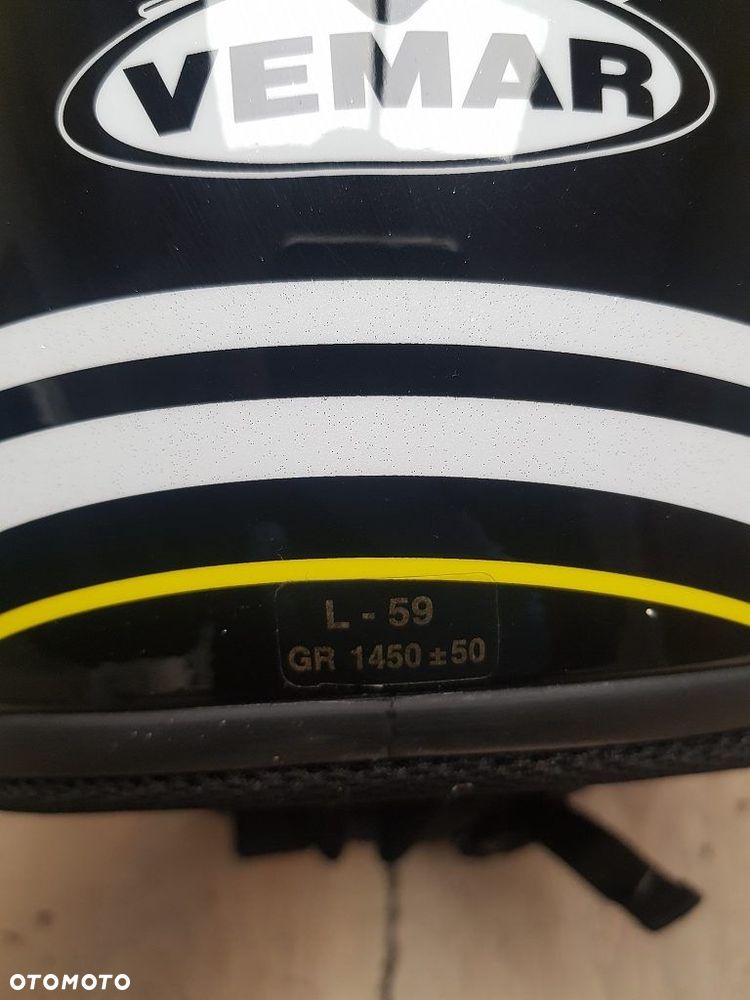 VEMAR
L - 59
GR 1450 ± 50
OTOMOTO